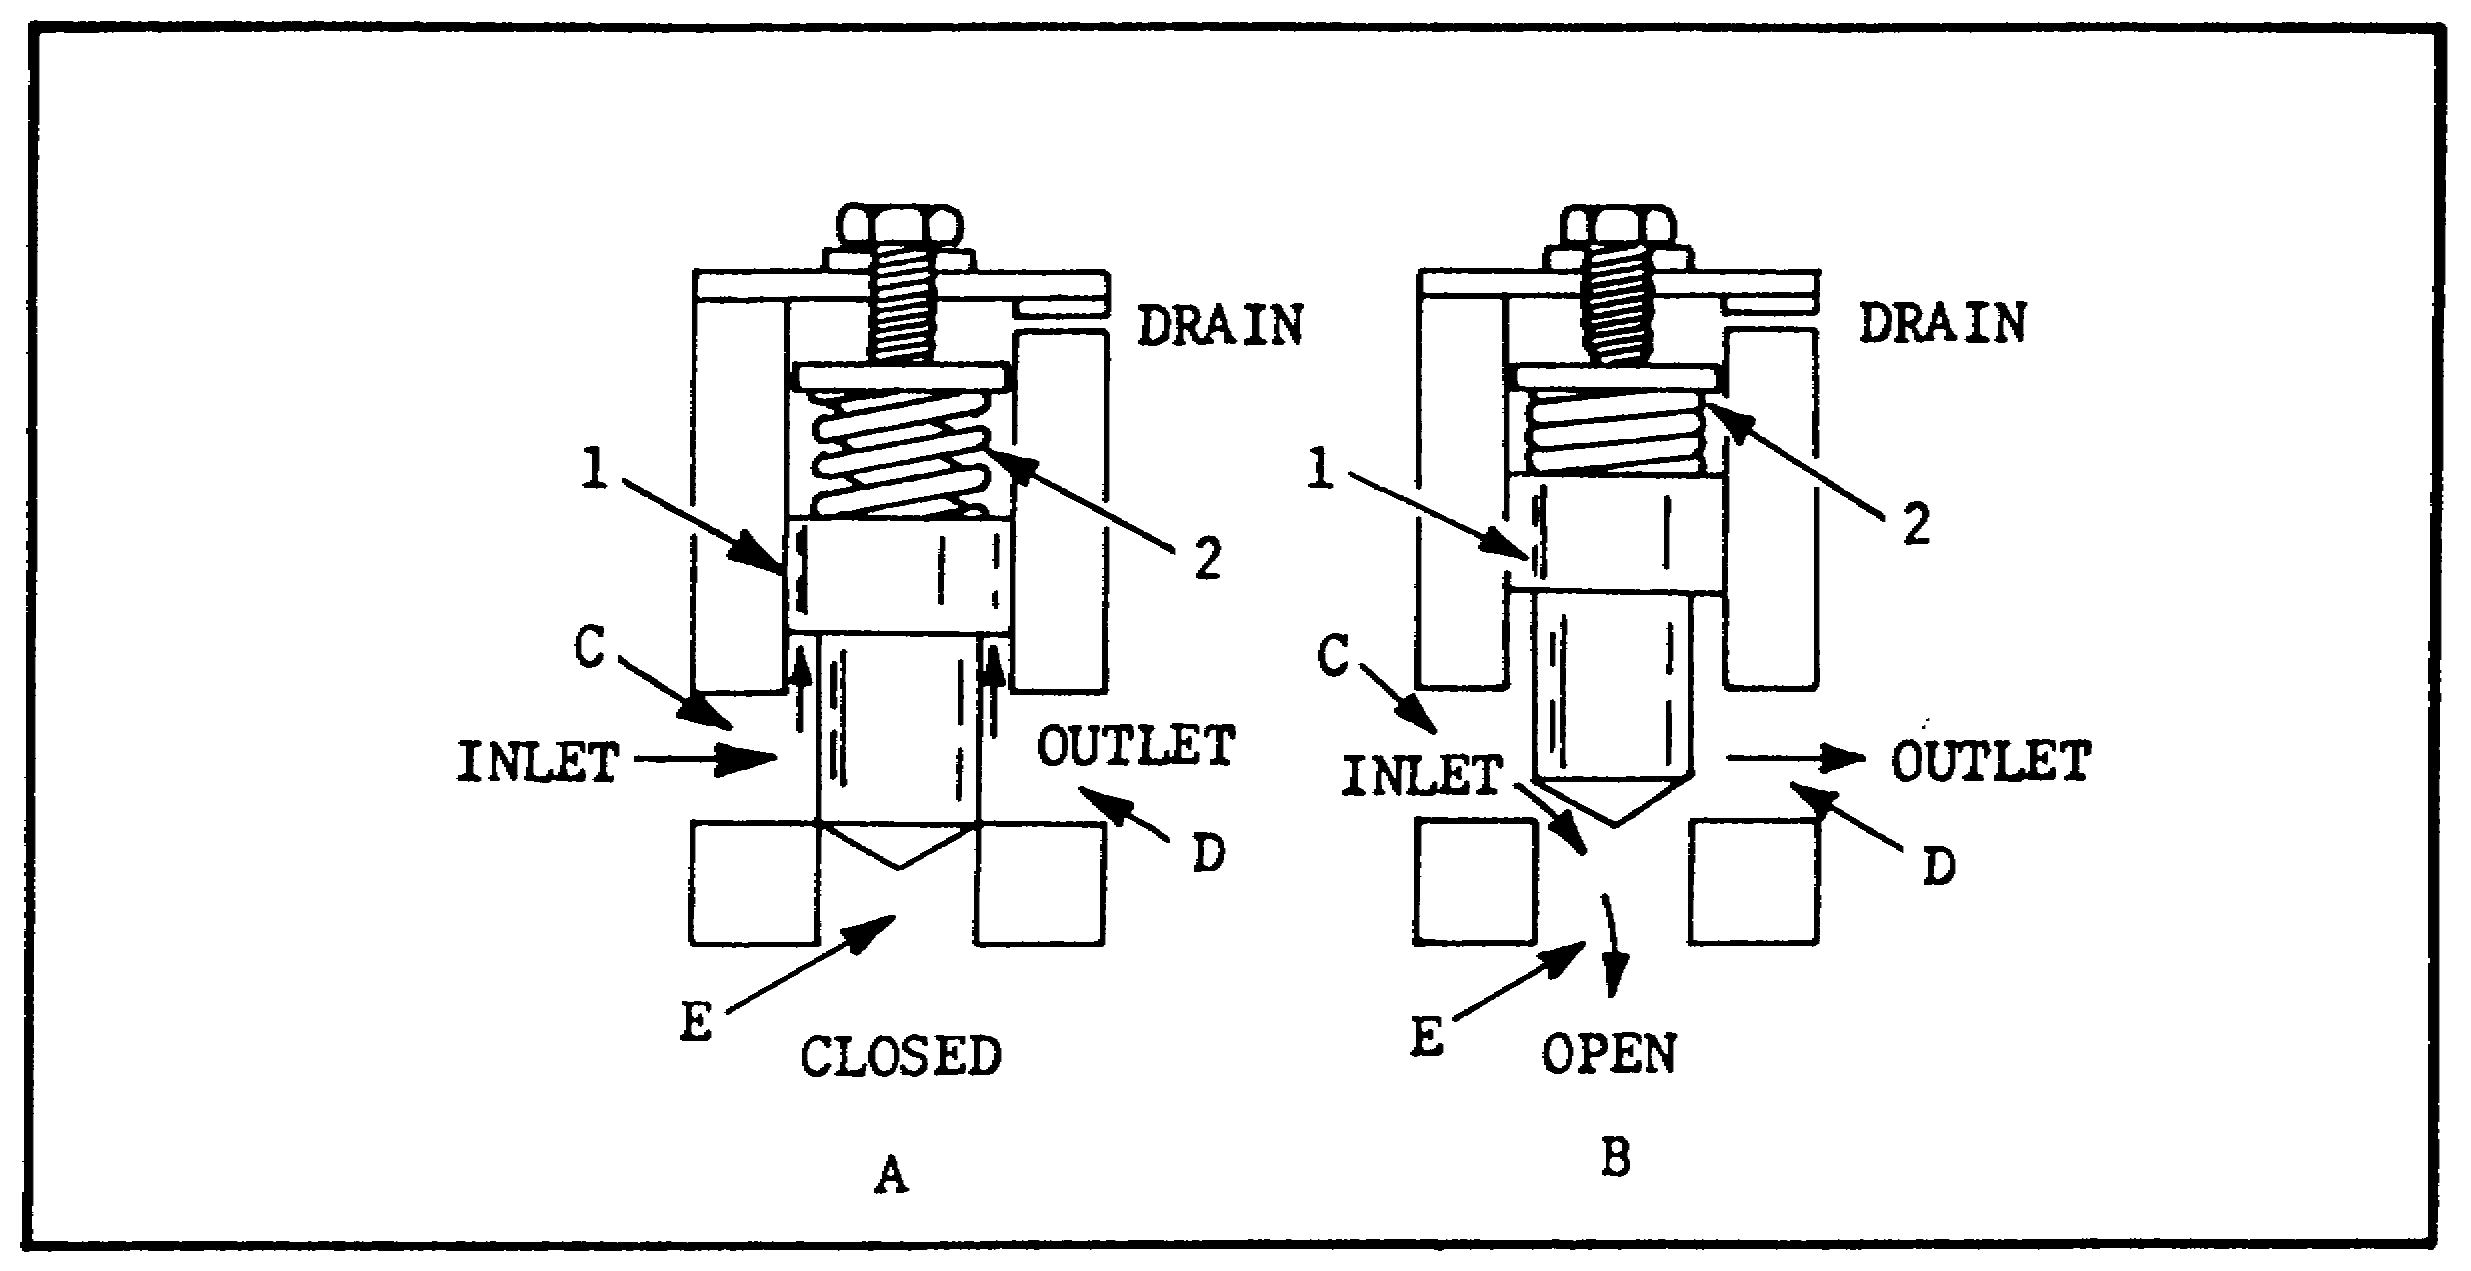 DRAIN
1
2
C
INLET
OUTLET
D
E
CLOSED
A
DRAIN
1
2
C
INLET
OUTLET
D
E
OPEN
B